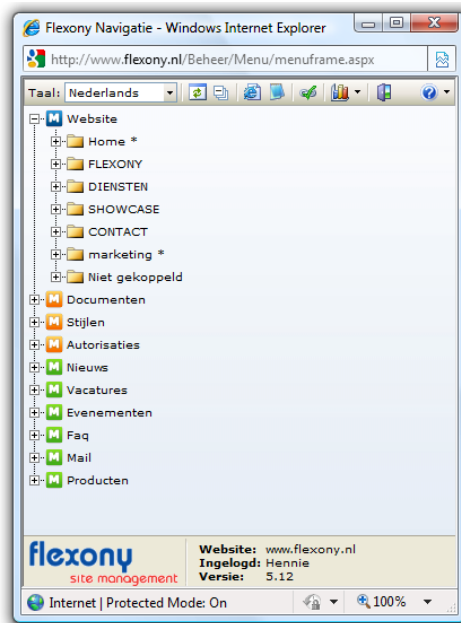 Flexony Navigatie - Windows Internet Explorer
http://www.flexony.nl/Beheer/Menu/menuframe.aspx
Taal: Nederlands
Website
Home *
FLEXONY
DIENSTEN
SHOWCASE
CONTACT
marketing *
Niet gekoppeld
M Documenten
M Stijlen
M Autorisaties
M Nieuws
M Vacatures
M Evenementen
M Faq
M Mail
M Producten
flexony
site management
Website: www.flexony.nl
Ingelogd: Hennie
Versie: 5.12
Internet | Protected Mode: On
100%